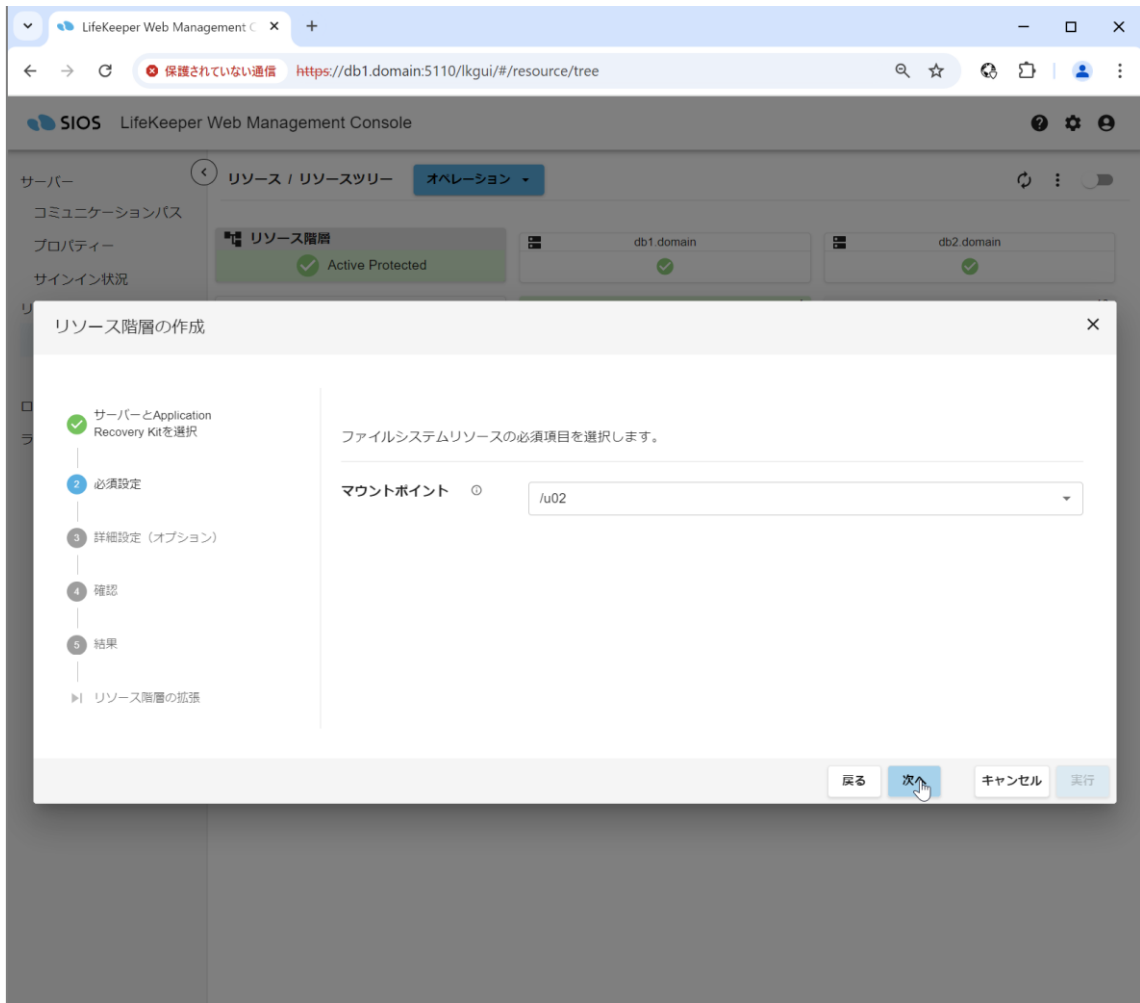 LifeKeeper Web Management C
保護されていない通信 https://db1.domain:5110/lkgui/#/resource/tree
SIOS LifeKeeper Web Management Console
サーバー
コミュニケーションパス
プロパティー
サインイン状況
リソース / リソースツリー
オペレーション
リソース階層
Active Protected
db1.domain
db2.domain
リソース階層の作成
サーバーとApplication
Recovery Kitを選択
2 必須設定
3 詳細設定（オプション）
4 確認
5 結果
リソース階層の拡張
ファイルシステムリソースの必須項目を選択します。
マウントポイント
/u02
戻る
次へ
キャンセル
実行